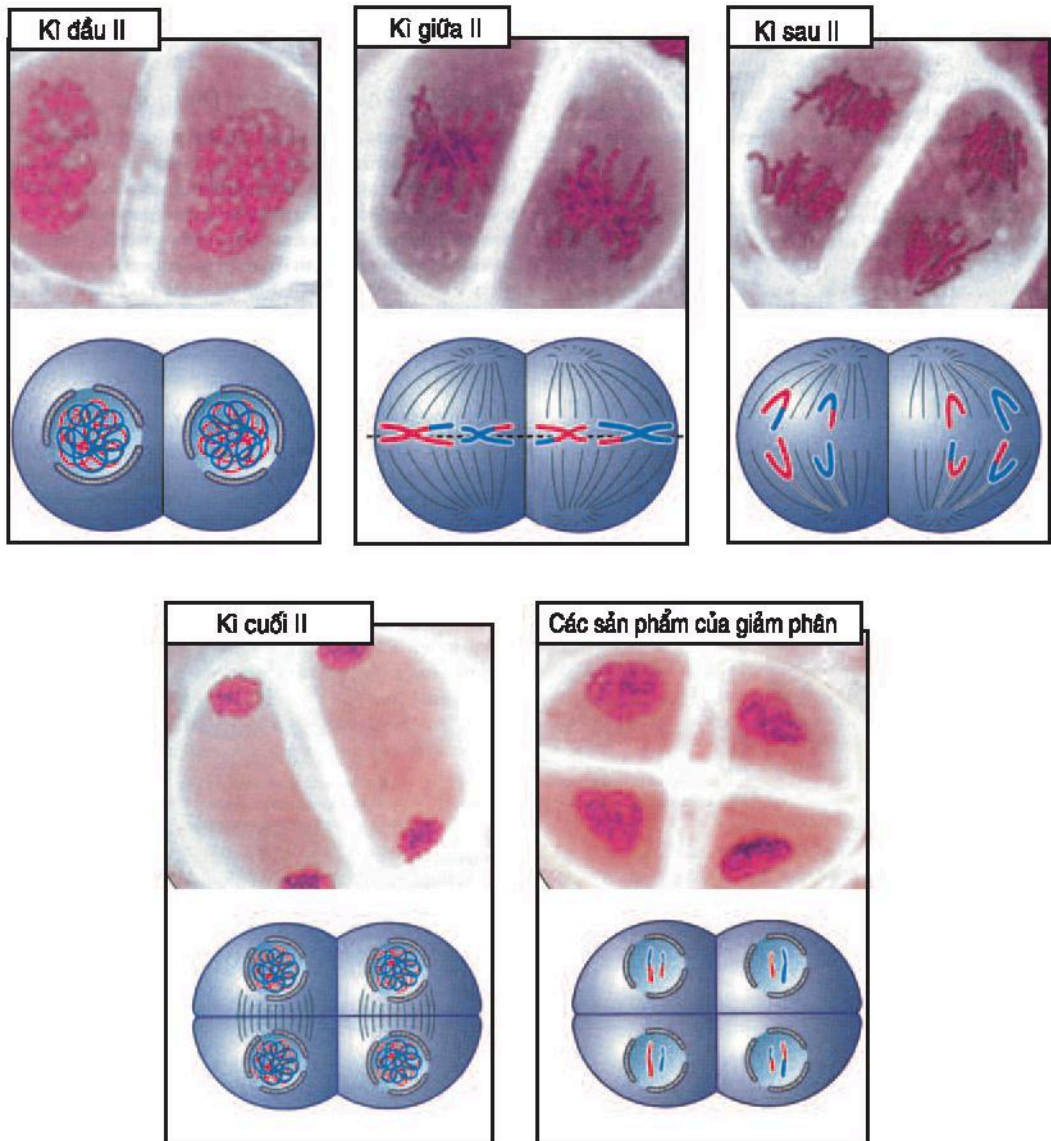 Kì đầu II
Kì giữa II
Kì sau II
Kì cuối II
Các sản phẩm của giảm phân